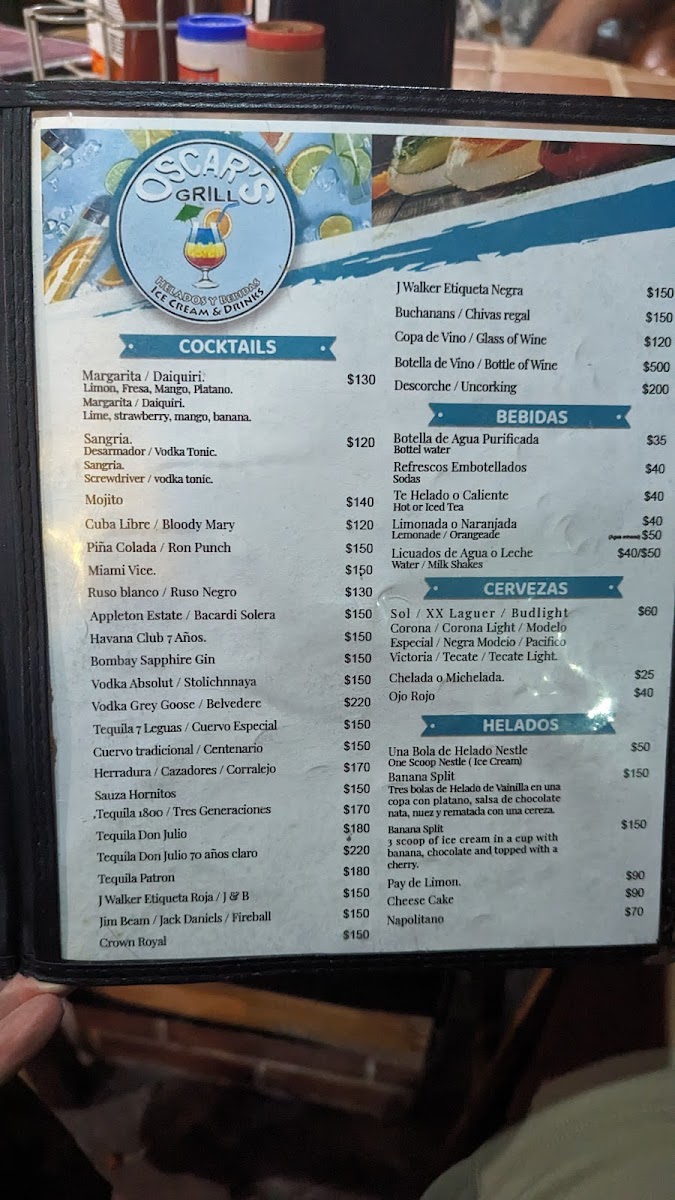 OSCAR'S
GRILL
HELADOS Y BEBIDAS
ICE CREAM & DRINKS
COCKTAILS
Margarita / Daiquiri. $130
Limon, Fresa, Mango, Platano.
Margarita / Daiquiri.
Lime, strawberry, mango, banana.
Sangria. $120
Desarmador / Vodka Tonic.
Sangria.
Screwdriver / vodka tonic.
Mojito $140
Cuba Libre / Bloody Mary $120
Piña Colada / Ron Punch $150
Miami Vice. $150
Ruso blanco / Ruso Negro $130
Appleton Estate / Bacardi Solera $150
Havana Club 7 Años. $150
Bombay Sapphire Gin $150
Vodka Absolut / Stolichnnaya $150
Vodka Grey Goose / Belvedere $220
Tequila 7 Leguas / Cuervo Especial $150
Cuervo tradicional / Centenario $150
Herradura / Cazadores / Corralejo $170
Sauza Hornitos $150
Tequila 1800 / Tres Generaciones $170
Tequila Don Julio $180
Tequila Don Julio 70 años claro $220
Tequila Patron $180
J Walker Etiqueta Roja / J & B $150
Jim Beam / Jack Daniels / Fireball $150
Crown Royal $150
J Walker Etiqueta Negra $150
Buchanans / Chivas regal $150
Copa de Vino / Glass of Wine $120
Botella de Vino / Bottle of Wine $500
Descorche / Uncorking $200
BEBIDAS
Botella de Agua Purificada $35
Bottel water
Refrescos Embotellados $40
Sodas
Te Helado o Caliente $40
Hot or Iced Tea
Limonada o Naranjada $40
Lemonade / Orangeade (Agua mineral) $50
Licuados de Agua o Leche $40/$50
Water / Milk Shakes
CERVEZAS
Sol / XX Laguer / Budlight $60
Corona / Corona Light / Modelo
Especial / Negra Modelo / Pacifico
Victoria / Tecate / Tecate Light.
Chelada o Michelada. $25
Ojo Rojo $40
HELADOS
Una Bola de Helado Nestle $50
One Scoop Nestle ( Ice Cream)
Banana Split $150
Tres bolas de Helado de Vainilla en una
copa con platano, salsa de chocolate
nata, nuez y rematada con una cereza.
Banana Split $150
3 scoop of ice cream in a cup with
banana, chocolate and topped with a
cherry.
Pay de Limon. $90
Cheese Cake $90
Napolitano $70